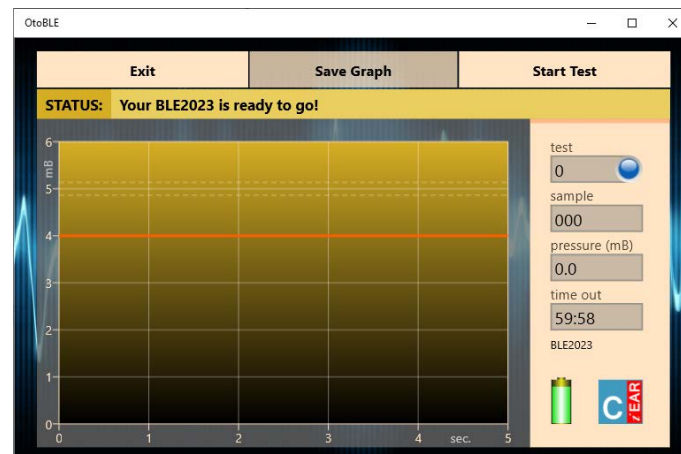 OtoBLE
Exit Save Graph Start Test
STATUS: Your BLE2023 is ready to go!
6
mB
5
4
3
2
1
0
0 1 2 3 4 sec. 5
test
0
sample
000
pressure (mB)
0.0
time out
59:58
BLE2023
C iEAR